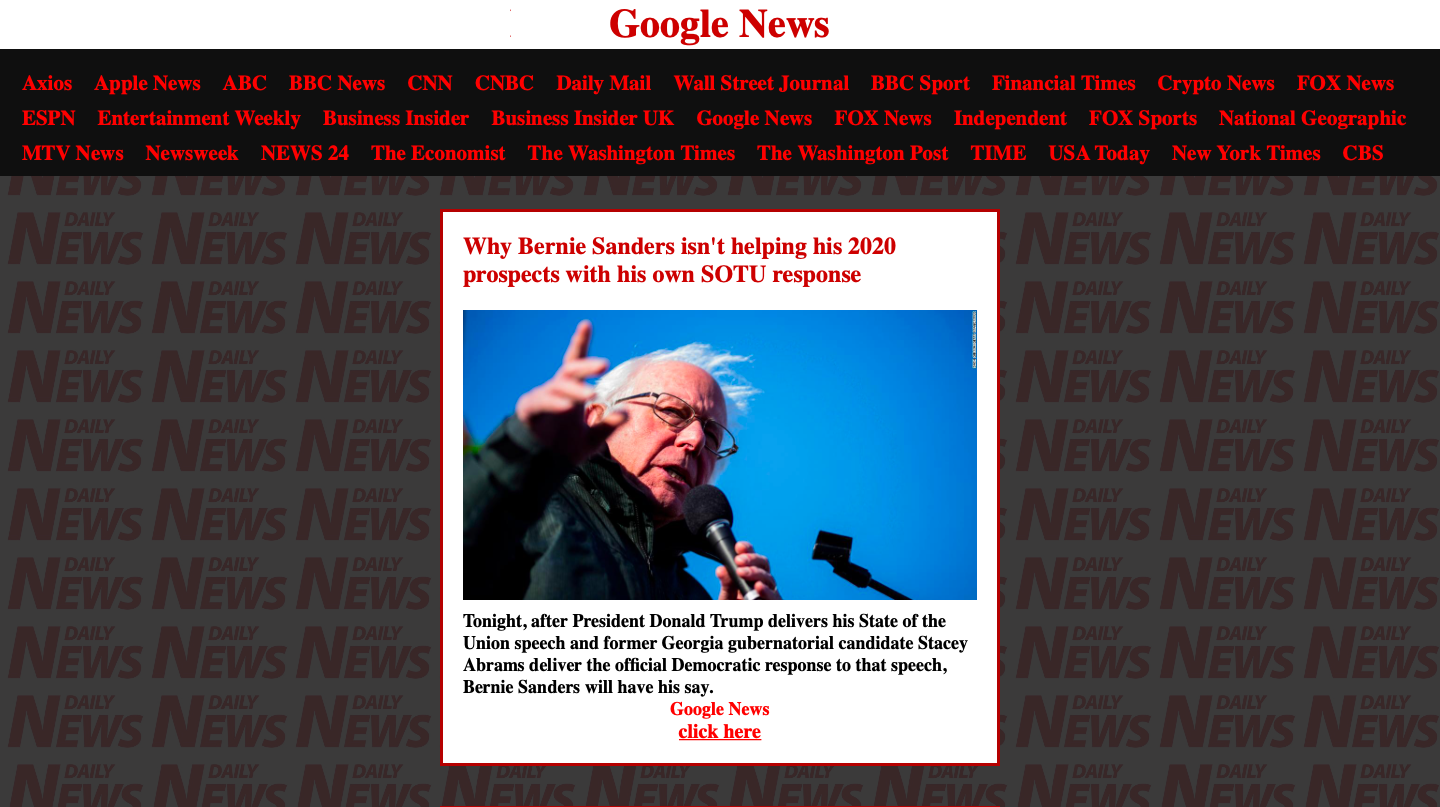 Google News
Axios Apple News ABC BBC News CNN CNBC Daily Mail Wall Street Journal BBC Sport Financial Times Crypto News FOX News
ESPN Entertainment Weekly Business Insider Business Insider UK Google News FOX News Independent FOX Sports National Geographic
MTV News Newsweek NEWS 24 The Economist The Washington Times The Washington Post TIME USA Today New York Times CBS
DAILY NEWS
Why Bernie Sanders isn't helping his 2020
prospects with his own SOTU response
Tonight, after President Donald Trump delivers his State of the
Union speech and former Georgia gubernatorial candidate Stacey
Abrams deliver the official Democratic response to that speech,
Bernie Sanders will have his say.
Google News
click here